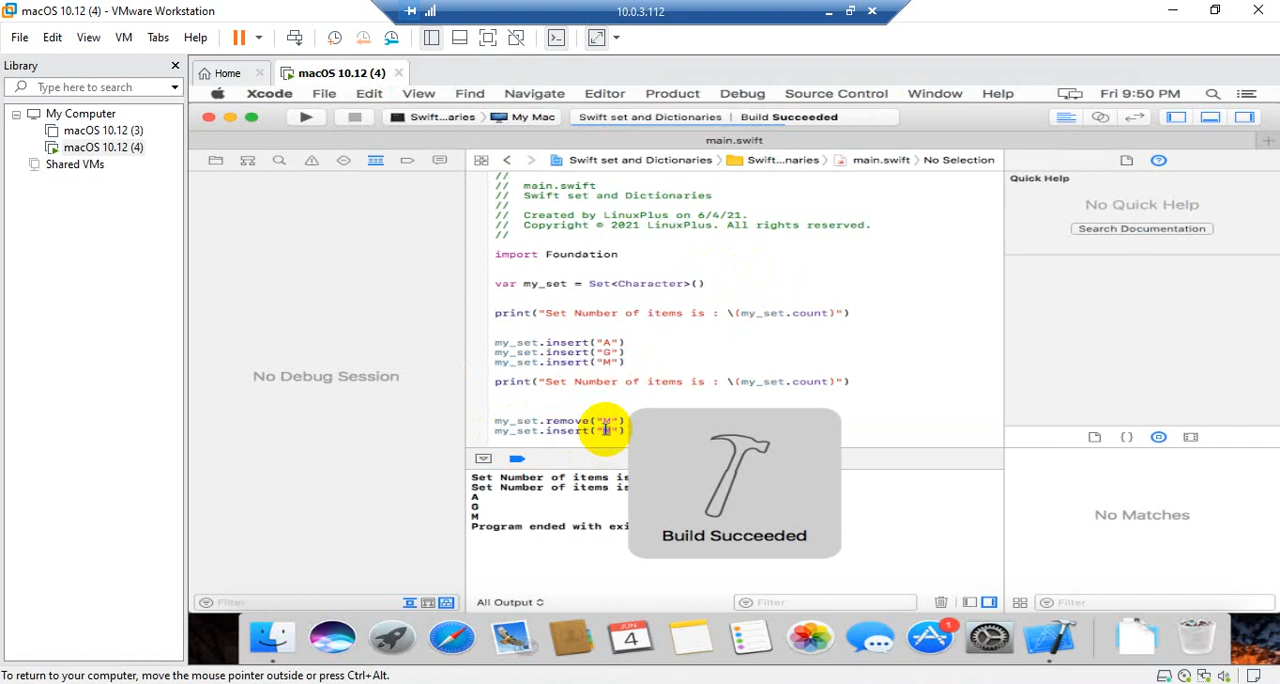 macOS 10.12 (4) - VMware Workstation
10.0.3.112
File Edit View VM Tabs Help
Library
Type here to search
My Computer
macOS 10.12 (3)
macOS 10.12 (4)
Shared VMs
Home
macOS 10.12 (4)
Xcode File Edit View Find Navigate Editor Product Debug Source Control Window Help Fri 9:50 PM
Swift...aries My Mac Swift set and Dictionaries | Build Succeeded
main.swift
Swift set and Dictionaries Swift...naries main.swift No Selection
//
// main.swift
// Swift set and Dictionaries
//
// Created by LinuxPlus on 6/4/21.
// Copyright © 2021 LinuxPlus. All rights reserved.
//
import Foundation
var my_set = Set<Character>()
print("Set Number of items is : \(my_set.count)")
my_set.insert("A")
my_set.insert("G")
my_set.insert("M")
print("Set Number of items is : \(my_set.count)")
my_set.remove("M")
my_set.insert(" ")
No Debug Session
Set Number of items is
Set Number of items is
A
G
M
Program ended with exi
Build Succeeded
Quick Help
No Quick Help
Search Documentation
No Matches
Filter
All Output
Filter
Filter
JUN
4
1
To return to your computer, move the mouse pointer outside or press Ctrl+Alt.